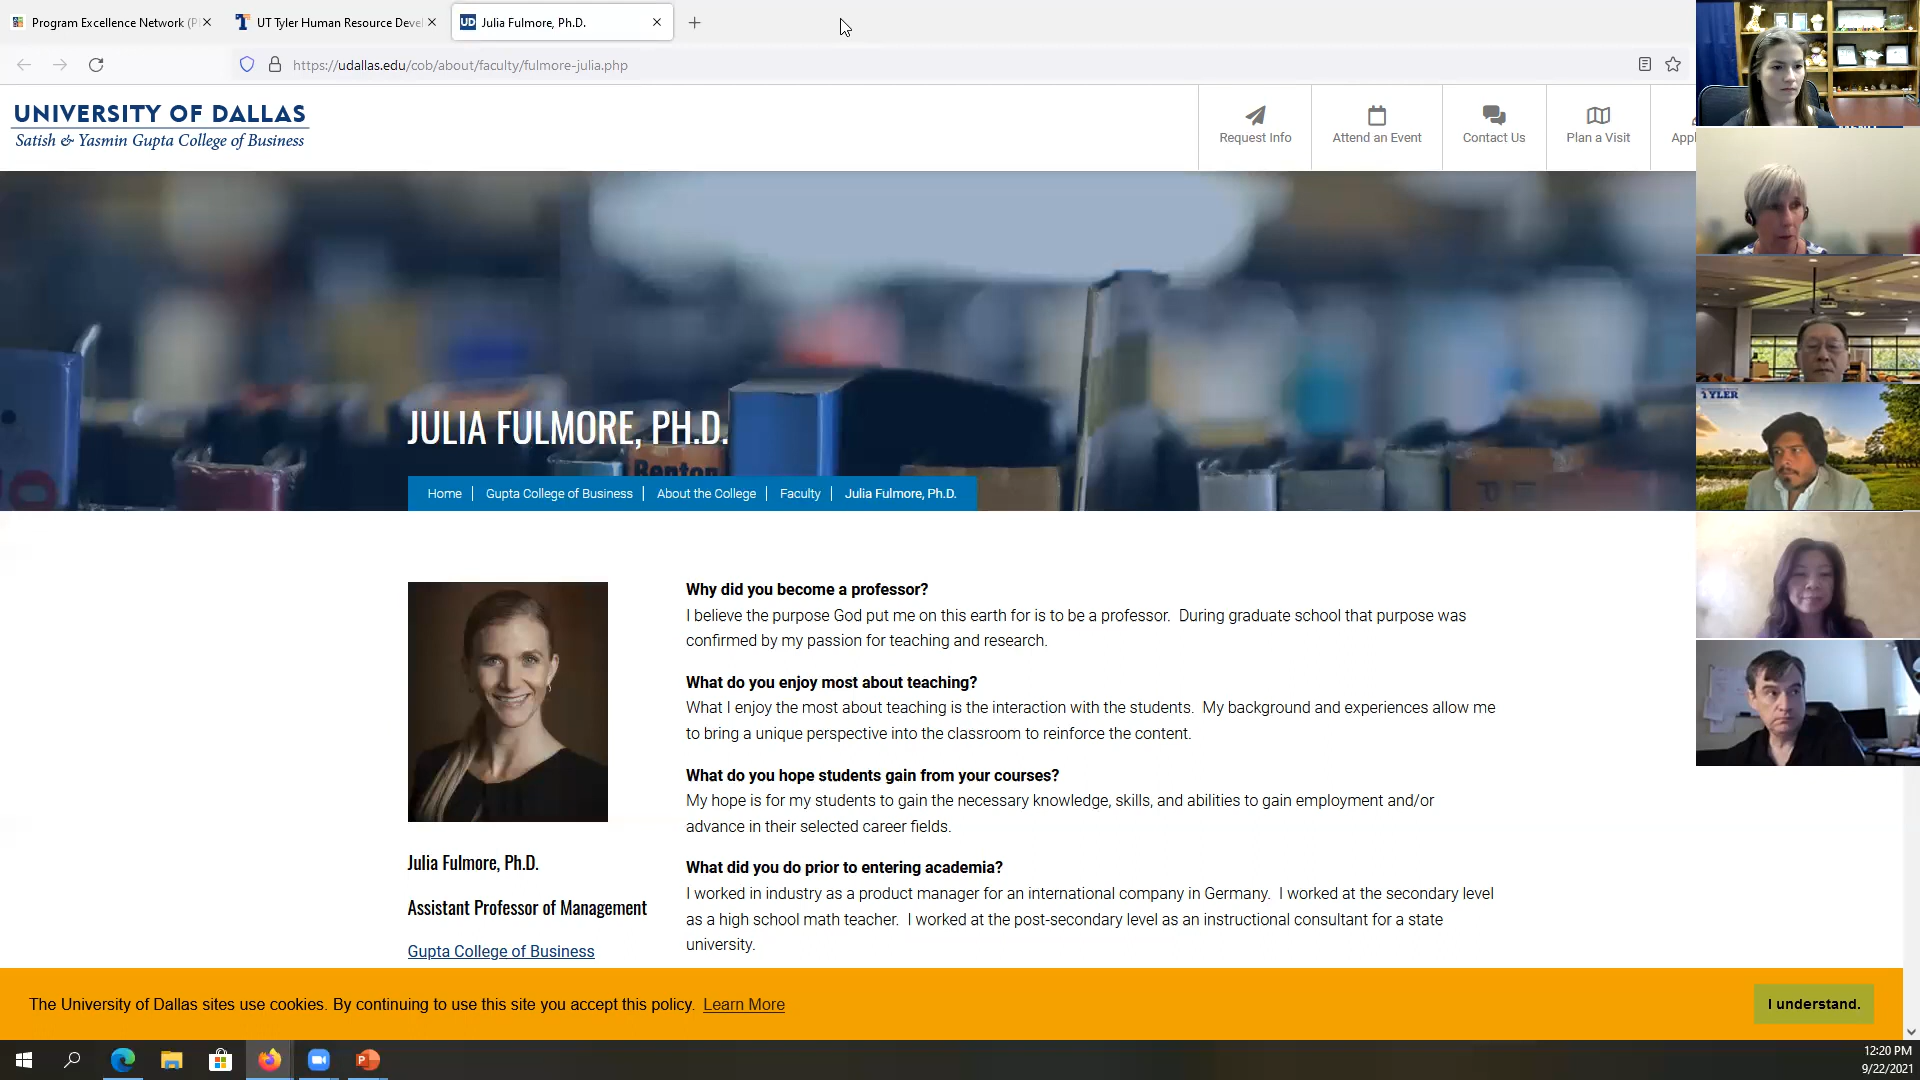 Program Excellence Network (P
UT Tyler Human Resource Deve
UD Julia Fulmore, Ph.D.
https://udallas.edu/cob/about/faculty/fulmore-julia.php
UNIVERSITY OF DALLAS
Satish & Yasmin Gupta College of Business
Request Info
Attend an Event
Contact Us
Plan a Visit
Appl
TYLER
JULIA FULMORE, PH.D.
Benton
Home | Gupta College of Business | About the College | Faculty | Julia Fulmore, Ph.D.
Why did you become a professor?
I believe the purpose God put me on this earth for is to be a professor. During graduate school that purpose was
confirmed by my passion for teaching and research.
What do you enjoy most about teaching?
What I enjoy the most about teaching is the interaction with the students. My background and experiences allow me
to bring a unique perspective into the classroom to reinforce the content.
What do you hope students gain from your courses?
My hope is for my students to gain the necessary knowledge, skills, and abilities to gain employment and/or
advance in their selected career fields.
What did you do prior to entering academia?
I worked in industry as a product manager for an international company in Germany. I worked at the secondary level
as a high school math teacher. I worked at the post-secondary level as an instructional consultant for a state
university.
Julia Fulmore, Ph.D.
Assistant Professor of Management
Gupta College of Business
The University of Dallas sites use cookies. By continuing to use this site you accept this policy. Learn More
I understand.
12:20 PM
9/22/2021